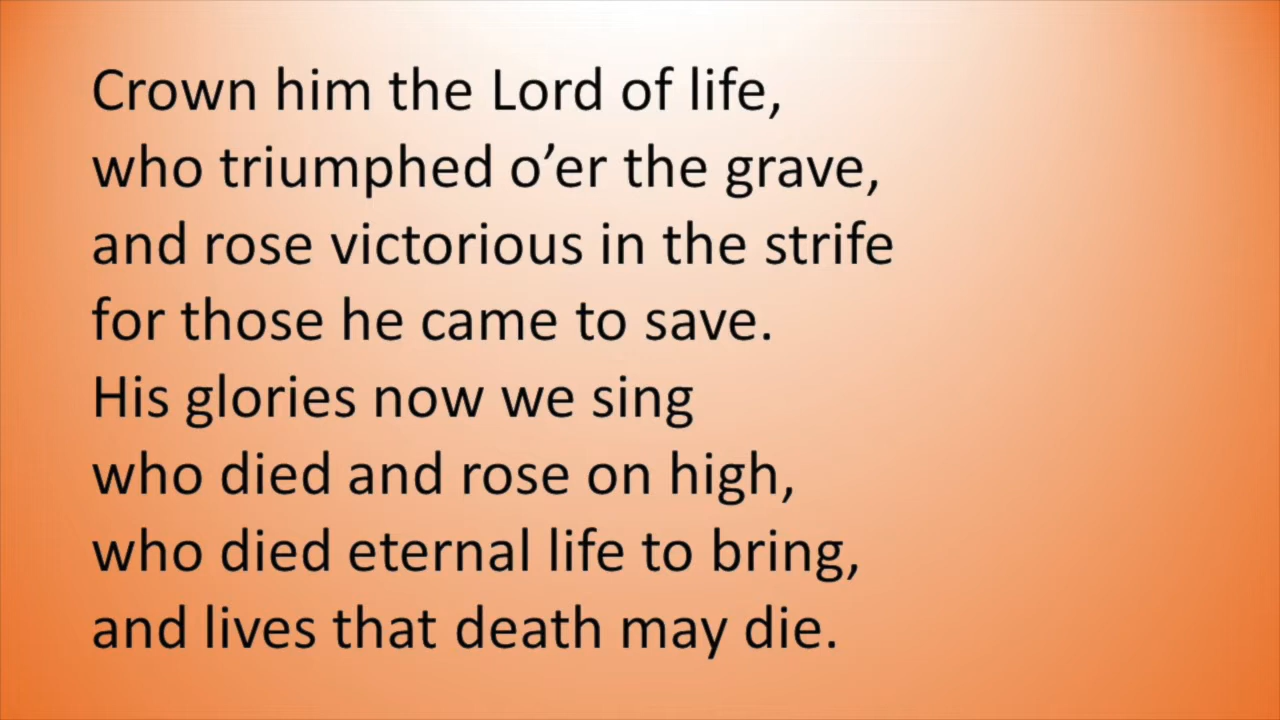 Crown him the Lord of life,
who triumphed o’er the grave,
and rose victorious in the strife
for those he came to save.
His glories now we sing
who died and rose on high,
who died eternal life to bring,
and lives that death may die.